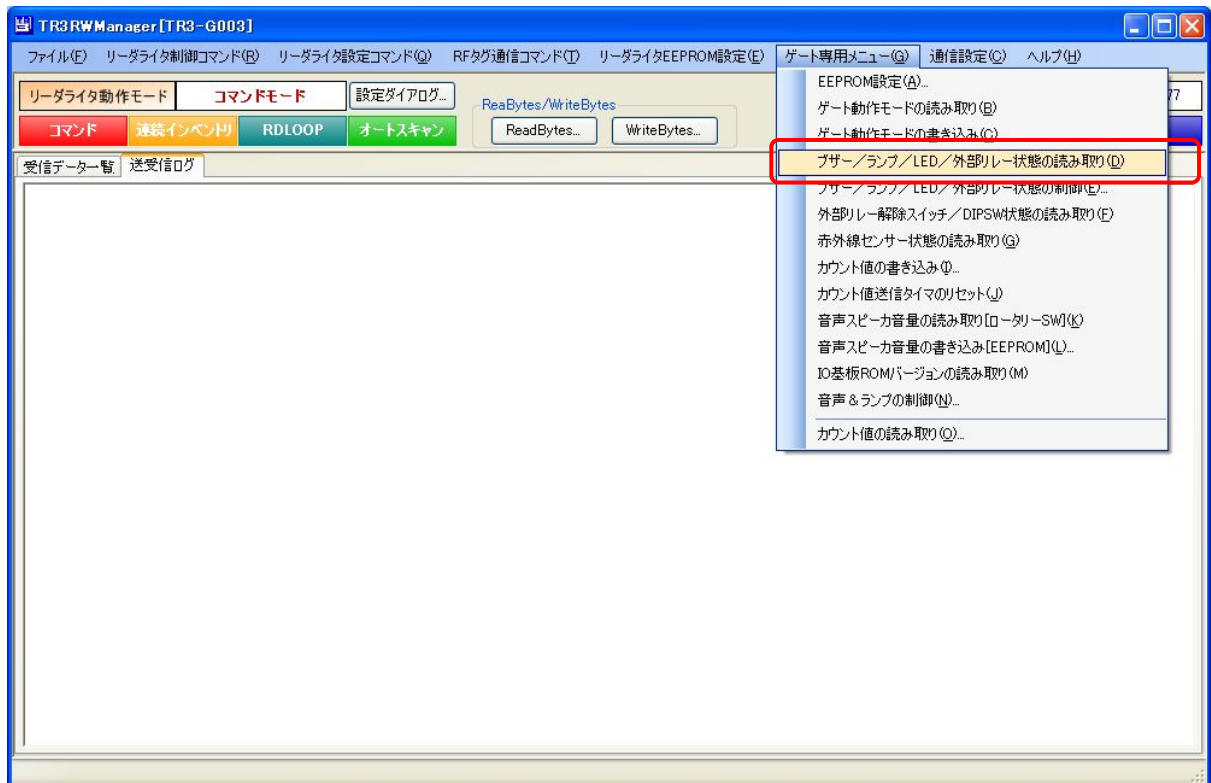 TR3RWManager[TR3-G003]
ファイル(F) リーダライタ制御コマンド(R) リーダライタ設定コマンド(Q) RFタグ通信コマンド(T) リーダライタEEPROM設定(E) ゲート専用メニュー(G) 通信設定(C) ヘルプ(H)
リーダライタ動作モード コマンドモード 設定ダイアログ... ReaBytes/WriteBytes 77
コマンド 連続インベントリ RDLOOP オートスキャン ReadBytes... WriteBytes...
受信データ一覧 送受信ログ
EEPROM設定(A)...
ゲート動作モードの読み取り(B)
ゲート動作モードの書き込み(C)
ブザー／ランプ／LED／外部リレー状態の読み取り(D)
ブザー／ランプ／LED／外部リレー状態の制御(E)...
外部リレー解除スイッチ／DIPSW状態の読み取り(F)
赤外線センサー状態の読み取り(G)
カウント値の書き込み(I)...
カウント値送信タイマのリセット(J)
音声スピーカ音量の読み取り[ロータリーSW](K)
音声スピーカ音量の書き込み[EEPROM](L)...
IO基板ROMバージョンの読み取り(M)
音声＆ランプの制御(N)...
カウント値の読み取り(O)...